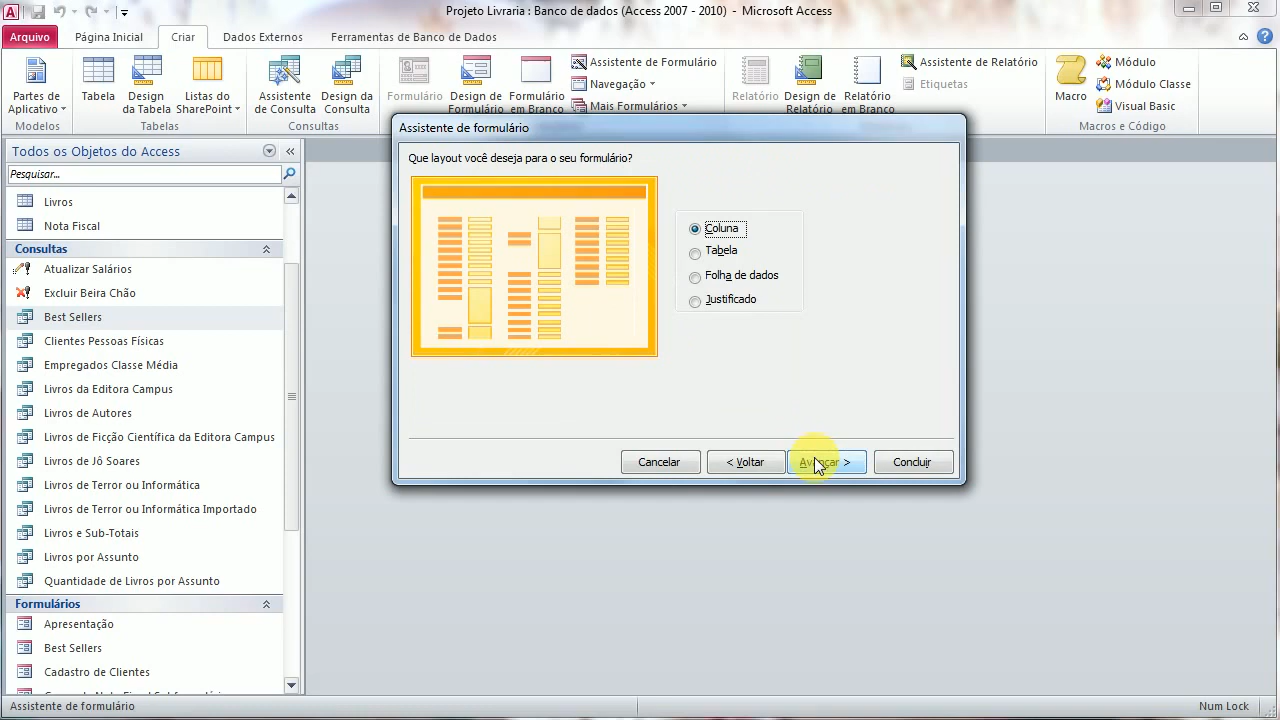 Projeto Livraria : Banco de dados (Access 2007 - 2010) - Microsoft Access
Arquivo
Página Inicial
Criar
Dados Externos
Ferramentas de Banco de Dados
Partes de Aplicativo
Tabela
Design da Tabela
Listas do SharePoint
Assistente de Consulta
Design da Consulta
Formulário
Design de Formulário
Formulário em Branco
Assistente de Formulário
Navegação
Mais Formulários
Relatório
Design de Relatório
Relatório em Branco
Assistente de Relatório
Etiquetas
Macro
Módulo
Módulo Classe
Visual Basic
Modelos
Tabelas
Consultas
Macros e Código
Todos os Objetos do Access
Pesquisar...
Livros
Nota Fiscal
Consultas
Atualizar Salários
Excluir Beira Chão
Best Sellers
Clientes Pessoas Físicas
Empregados Classe Média
Livros da Editora Campus
Livros de Autores
Livros de Ficção Científica da Editora Campus
Livros de Jô Soares
Livros de Terror ou Informática
Livros de Terror ou Informática Importado
Livros e Sub-Totais
Livros por Assunto
Quantidade de Livros por Assunto
Formulários
Apresentação
Best Sellers
Cadastro de Clientes
Assistente de formulário
Que layout você deseja para o seu formulário?
Coluna
Tabela
Folha de dados
Justificado
Cancelar
< Voltar
Avançar >
Concluir
Assistente de formulário
Num Lock